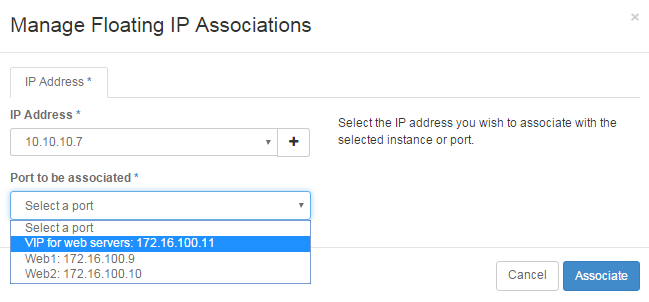 Manage Floating IP Associations
×
IP Address *
IP Address *
10.10.10.7
+
Select the IP address you wish to associate with the
selected instance or port.
Port to be associated *
Select a port
Select a port
VIP for web servers: 172.16.100.11
Web1: 172.16.100.9
Web2: 172.16.100.10
Cancel
Associate